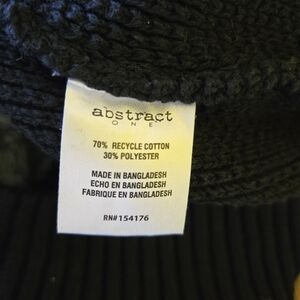 abstract
ONE
70% RECYCLE COTTON
30% POLYESTER
MADE IN BANGLADESH
ECHO EN BANGLADESH
FABRIQUE EN BANGLADESH
RN# 154176